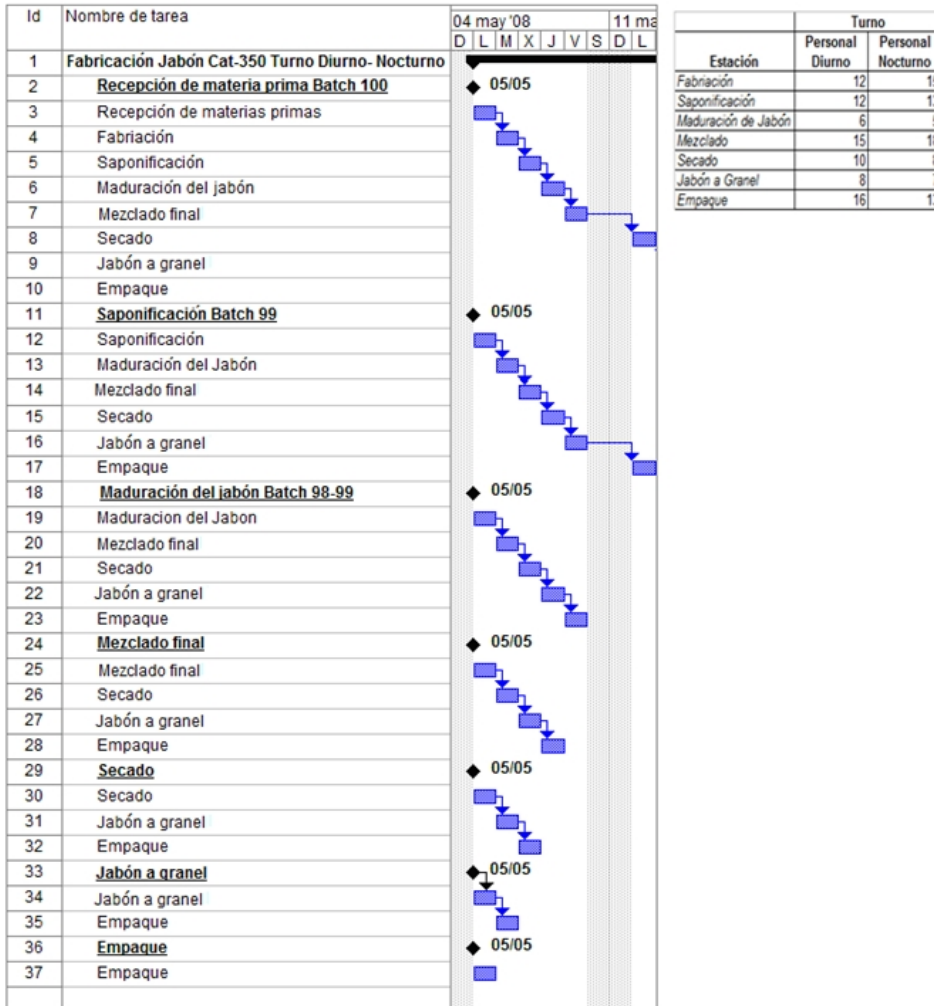 Id Nombre de tarea 04 may '08
D L M X J V S D L
1 Fabricación Jabón Cat-350 Turno Diurno- Nocturno
2 Recepción de materia prima Batch 100 05/05
3 Recepción de materias primas
4 Fabriación
5 Saponificación
6 Maduración del jabón
7 Mezclado final
8 Secado
9 Jabón a granel
10 Empaque
11 Saponificación Batch 99 05/05
12 Saponificación
13 Maduración del Jabón
14 Mezclado final
15 Secado
16 Jabón a granel
17 Empaque
18 Maduración del jabón Batch 98-99 05/05
19 Maduracion del Jabon
20 Mezclado final
21 Secado
22 Jabón a granel
23 Empaque
24 Mezclado final 05/05
25 Mezclado final
26 Secado
27 Jabón a granel
28 Empaque
29 Secado 05/05
30 Secado
31 Jabón a granel
32 Empaque
33 Jabón a granel 05/05
34 Jabón a granel
35 Empaque
36 Empaque 05/05
37 Empaque
Turno
Estación Personal Diurno Personal Nocturno
Fabriación 12
Saponificación 12
Maduración de Jabón 6
Mezclado 15
Secado 10
Jabón a Granel 8
Empaque 16